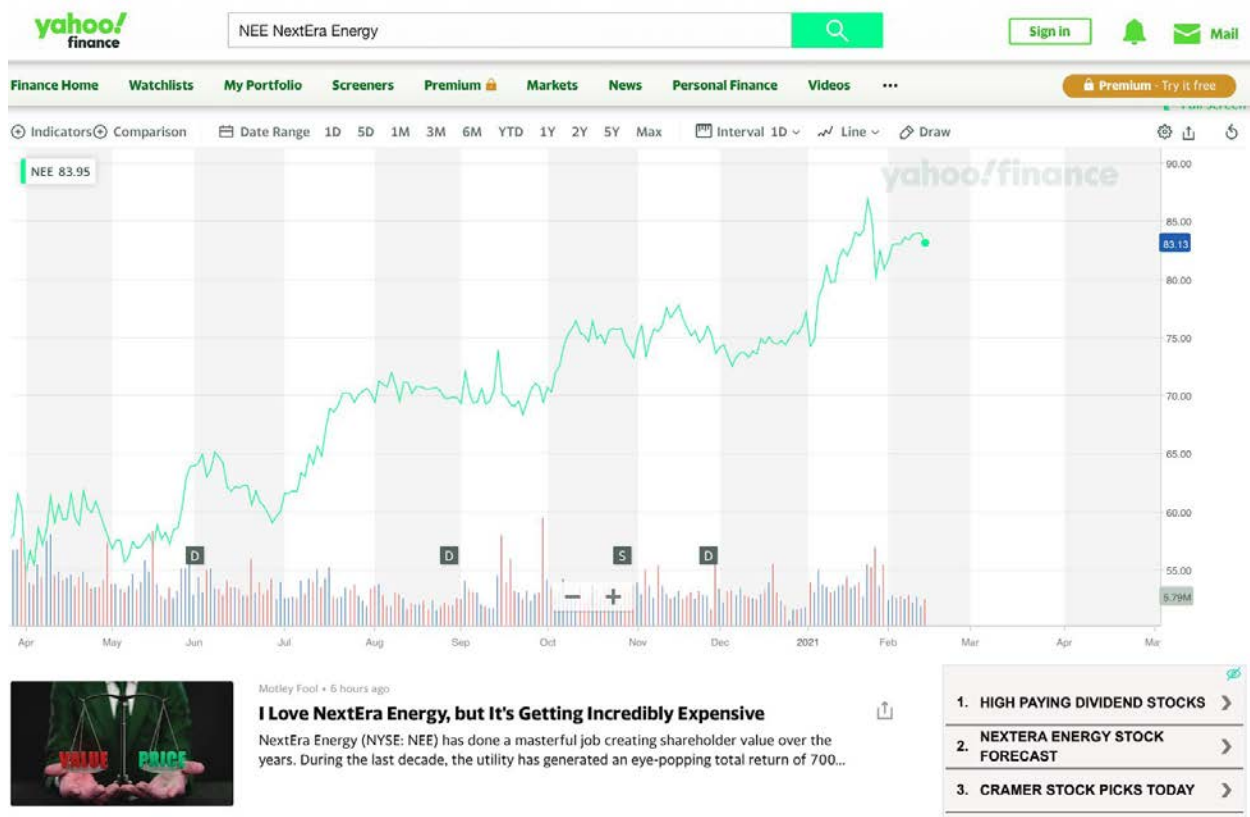 yahoo!
finance
NEE NextEra Energy
Sign in
Mail
Finance Home Watchlists My Portfolio Screeners Premium Markets News Personal Finance Videos ...
Premium - Try it free
Full screen
Indicators Comparison Date Range 1D 5D 1M 3M 6M YTD 1Y 2Y 5Y Max Interval 1D Line Draw
NEE 83.95
yahoo!finance
90.00
85.00
83.13
80.00
75.00
70.00
65.00
60.00
D D S D
55.00
− +
5.79M
Apr May Jun Jul Aug Sep Oct Nov Dec 2021 Feb Mar Apr Ma
Motley Fool • 6 hours ago
I Love NextEra Energy, but It's Getting Incredibly Expensive
NextEra Energy (NYSE: NEE) has done a masterful job creating shareholder value over the
years. During the last decade, the utility has generated an eye-popping total return of 700...
VALUE PRICE
1. HIGH PAYING DIVIDEND STOCKS
2. NEXTERA ENERGY STOCK
FORECAST
3. CRAMER STOCK PICKS TODAY